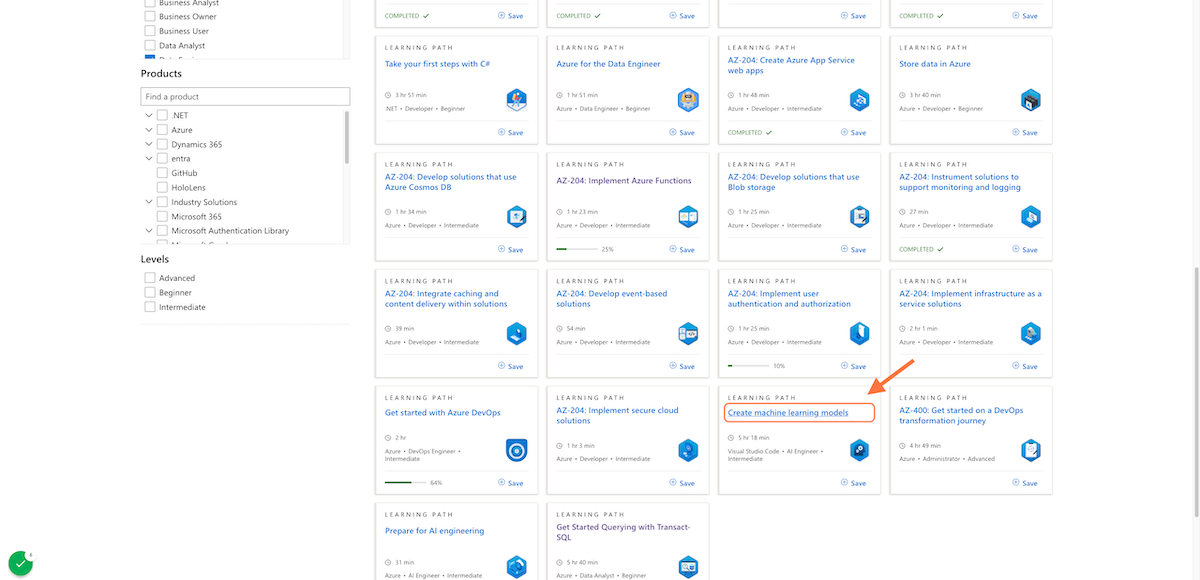 Business Analyst
Business Owner
Business User
Data Analyst
Products
Find a product
.NET
Azure
Dynamics 365
entra
GitHub
HoloLens
Industry Solutions
Microsoft 365
Microsoft Authentication Library
Levels
Advanced
Beginner
Intermediate
COMPLETED
Save
COMPLETED
Save
Save
COMPLETED
Save
LEARNING PATH
Take your first steps with C#
3 hr 51 min
.NET • Developer • Beginner
Save
LEARNING PATH
Azure for the Data Engineer
1 hr 51 min
Azure • Data Engineer • Beginner
Save
LEARNING PATH
AZ-204: Create Azure App Service
web apps
1 hr 48 min
Azure • Developer • Intermediate
COMPLETED
Save
LEARNING PATH
Store data in Azure
3 hr 40 min
Azure • Developer • Beginner
Save
LEARNING PATH
AZ-204: Develop solutions that use
Azure Cosmos DB
1 hr 34 min
Azure • Developer • Intermediate
Save
LEARNING PATH
AZ-204: Implement Azure Functions
1 hr 23 min
Azure • Developer • Intermediate
25%
Save
LEARNING PATH
AZ-204: Develop solutions that use
Blob storage
1 hr 25 min
Azure • Developer • Intermediate
Save
LEARNING PATH
AZ-204: Instrument solutions to
support monitoring and logging
27 min
Azure • Developer • Intermediate
COMPLETED
Save
LEARNING PATH
AZ-204: Integrate caching and
content delivery within solutions
39 min
Azure • Developer • Intermediate
Save
LEARNING PATH
AZ-204: Develop event-based
solutions
54 min
Azure • Developer • Intermediate
Save
LEARNING PATH
AZ-204: Implement user
authentication and authorization
1 hr 25 min
Azure • Developer • Intermediate
10%
Save
LEARNING PATH
AZ-204: Implement infrastructure as a
service solutions
2 hr 1 min
Azure • Developer • Intermediate
Save
LEARNING PATH
Get started with Azure DevOps
2 hr
Azure • DevOps Engineer •
Intermediate
64%
Save
LEARNING PATH
AZ-204: Implement secure cloud
solutions
1 hr 3 min
Azure • Developer • Intermediate
Save
LEARNING PATH
Create machine learning models
5 hr 18 min
Visual Studio Code • AI Engineer •
Intermediate
Save
LEARNING PATH
AZ-400: Get started on a DevOps
transformation journey
4 hr 49 min
Azure • Administrator • Advanced
Save
LEARNING PATH
Prepare for AI engineering
31 min
Azure • AI Engineer • Intermediate
LEARNING PATH
Get Started Querying with Transact-
SQL
5 hr 40 min
Azure • Data Analyst • Beginner